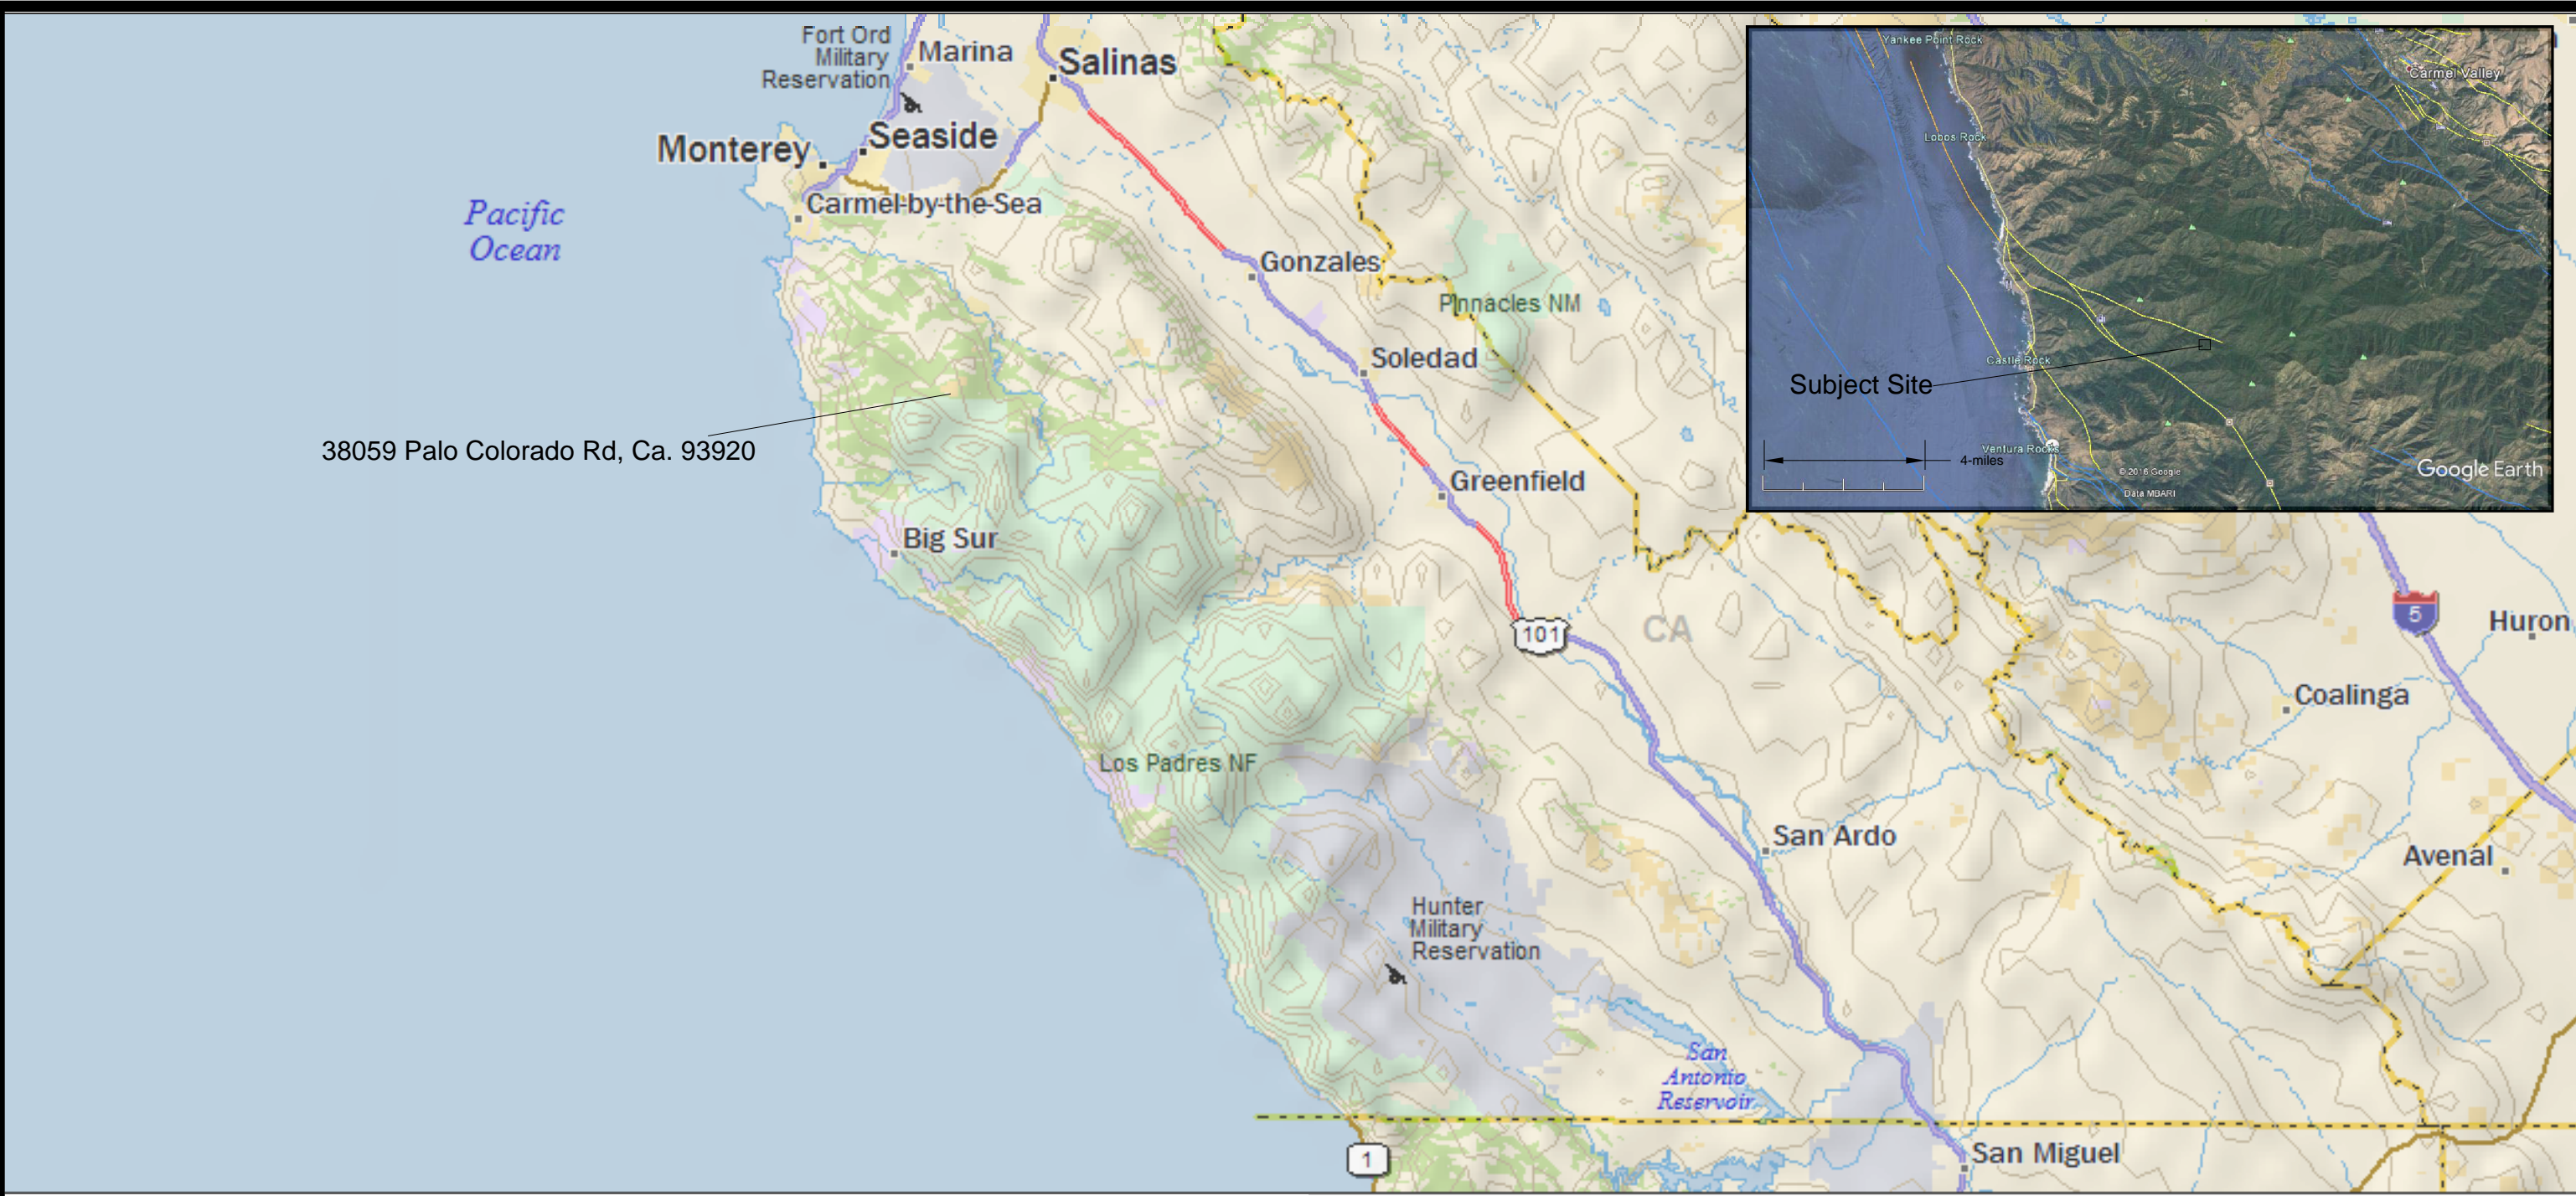 Fort Ord
Military
Reservation
Marina
Salinas
Monterey
Seaside
Carmel-by-the-Sea
Pacific
Ocean
Gonzales
Pinnacles NM
Soledad
38059 Palo Colorado Rd, Ca. 93920
Greenfield
Big Sur
101
CA
5
Huron
Coalinga
Los Padres NF
San Ardo
Avenal
Hunter
Military
Reservation
San
Antonio
Reservoir
1
San Miguel
Yankee Point Rock
Carmel Valley
Lobos Rock
Castle Rock
Subject Site
Ventura Rocks
4-miles
© 2016 Google
Data MBARI
Google Earth